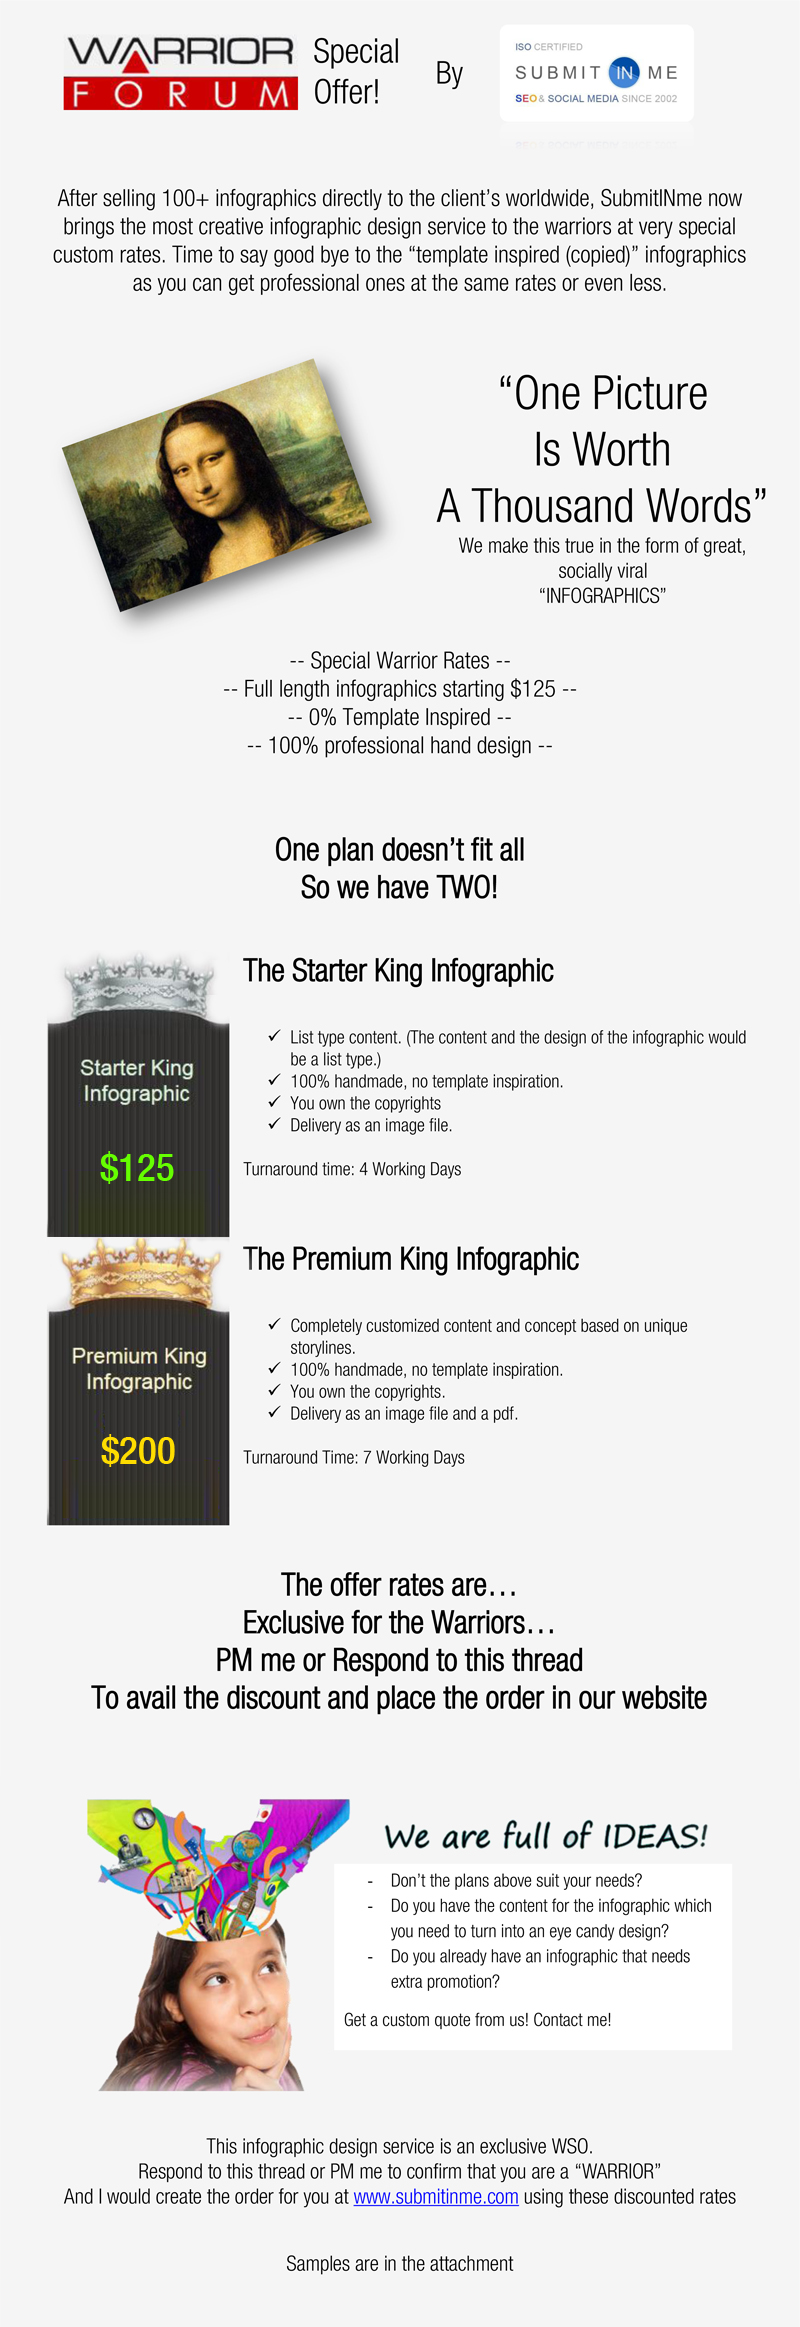 WARRIOR
FORUM
Special
Offer!
By
ISO CERTIFIED
SUBMIT IN ME
SEO & SOCIAL MEDIA SINCE 2002
After selling 100+ infographics directly to the client’s worldwide, SubmitINme now
brings the most creative infographic design service to the warriors at very special
custom rates. Time to say good bye to the “template inspired (copied)” infographics
as you can get professional ones at the same rates or even less.
“One Picture
Is Worth
A Thousand Words”
We make this true in the form of great,
socially viral
“INFOGRAPHICS”
-- Special Warrior Rates --
-- Full length infographics starting $125 --
-- 0% Template Inspired --
-- 100% professional hand design --
One plan doesn’t fit all
So we have TWO!
Starter King
Infographic
$125
The Starter King Infographic
✓ List type content. (The content and the design of the infographic would
be a list type.)
✓ 100% handmade, no template inspiration.
✓ You own the copyrights
✓ Delivery as an image file.
Turnaround time: 4 Working Days
Premium King
Infographic
$200
The Premium King Infographic
✓ Completely customized content and concept based on unique
storylines.
✓ 100% handmade, no template inspiration.
✓ You own the copyrights.
✓ Delivery as an image file and a pdf.
Turnaround Time: 7 Working Days
The offer rates are…
Exclusive for the Warriors…
PM me or Respond to this thread
To avail the discount and place the order in our website
We are full of IDEAS!
- Don’t the plans above suit your needs?
- Do you have the content for the infographic which
you need to turn into an eye candy design?
- Do you already have an infographic that needs
extra promotion?
Get a custom quote from us! Contact me!
This infographic design service is an exclusive WSO.
Respond to this thread or PM me to confirm that you are a “WARRIOR”
And I would create the order for you at www.submitinme.com using these discounted rates
Samples are in the attachment